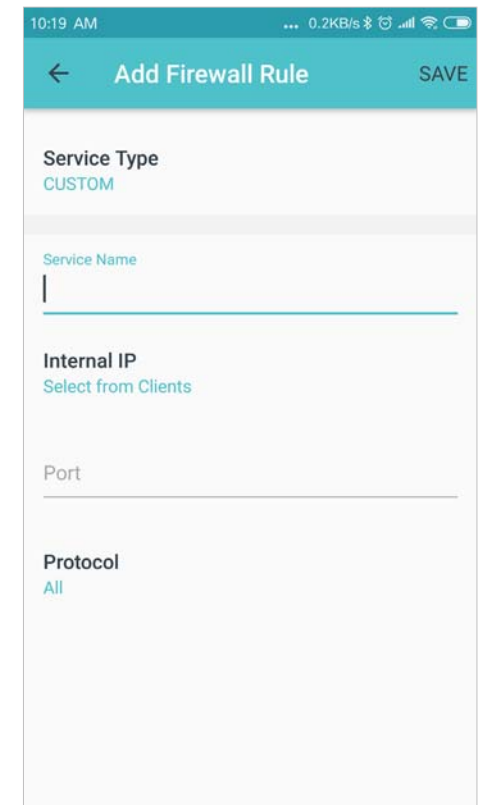 10:19 AM ... 0.2KB/s
Add Firewall Rule SAVE
Service Type
CUSTOM
Service Name
Internal IP
Select from Clients
Port
Protocol
All